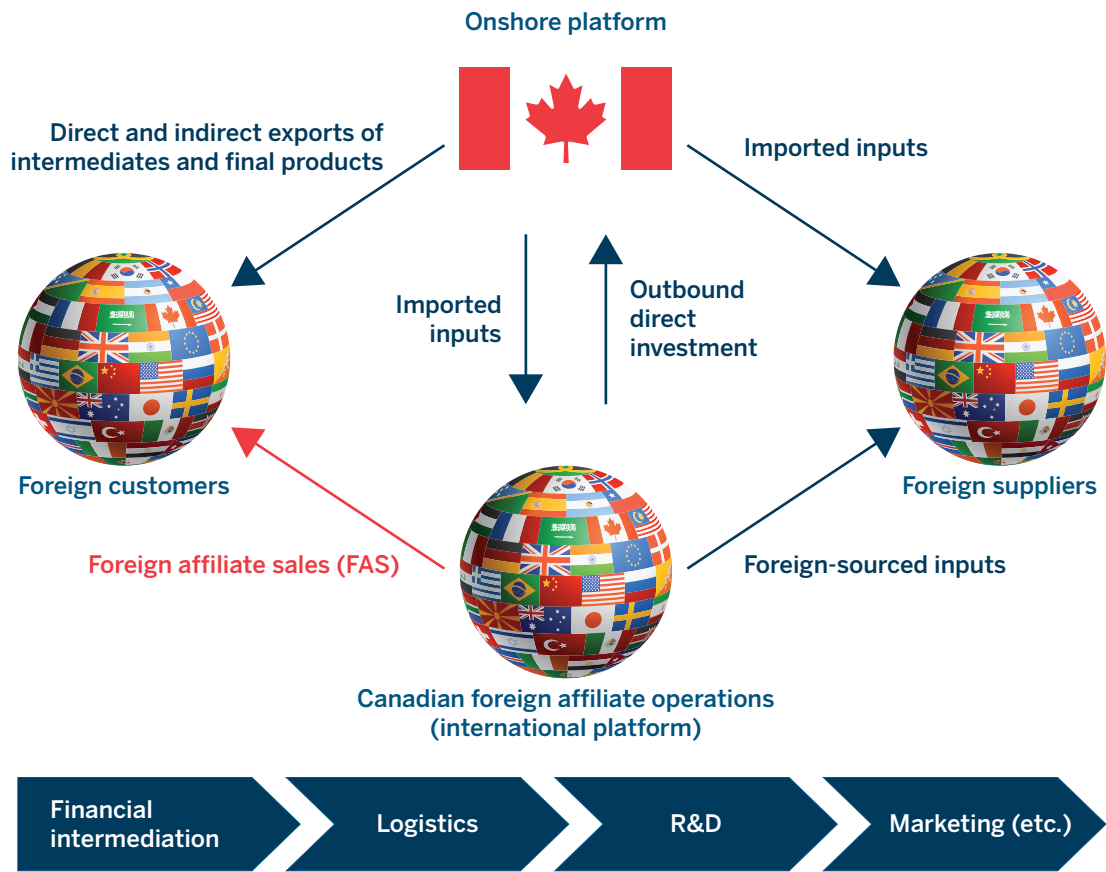 Onshore platform
Direct and indirect exports of
intermediates and final products
Imported inputs
Imported
inputs
Outbound
direct
investment
Foreign customers
Foreign suppliers
Foreign affiliate sales (FAS)
Foreign-sourced inputs
Canadian foreign affiliate operations
(international platform)
Financial
intermediation
Logistics
R&D
Marketing (etc.)